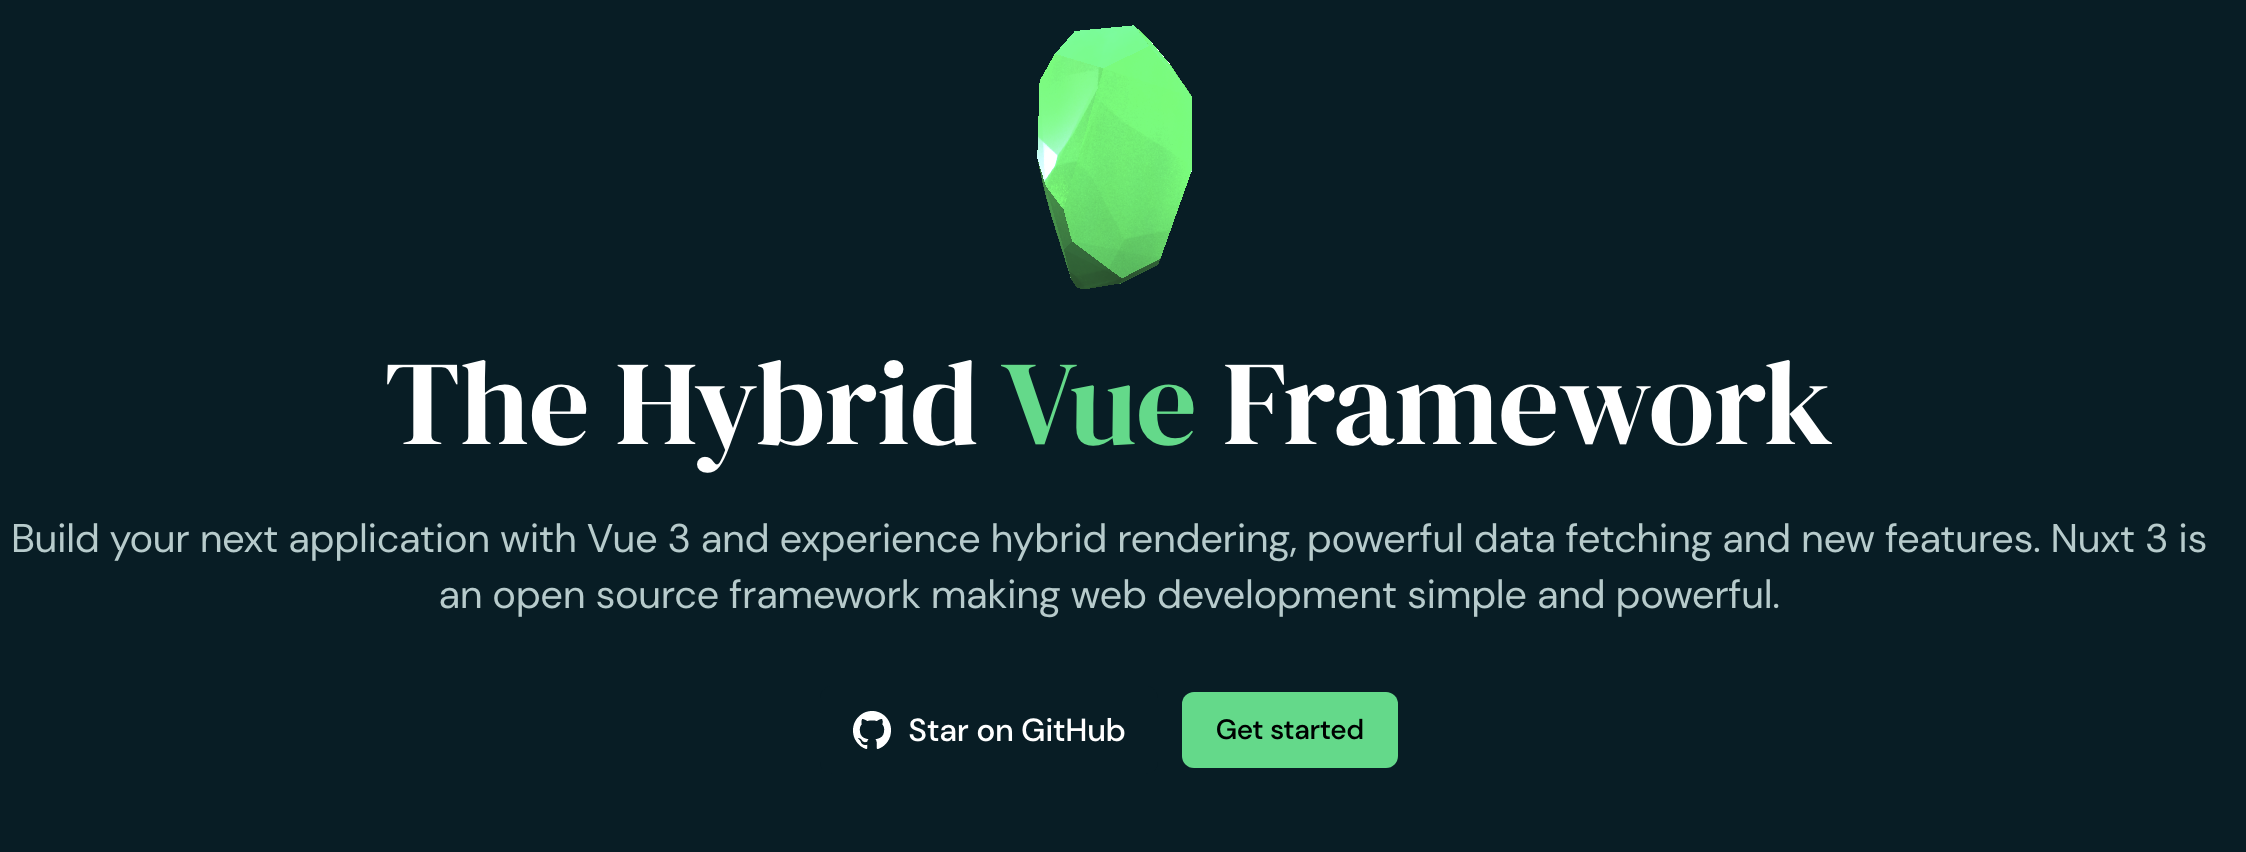 The Hybrid Vue Framework
Build your next application with Vue 3 and experience hybrid rendering, powerful data fetching and new features. Nuxt 3 is
an open source framework making web development simple and powerful.
Star on GitHub Get started